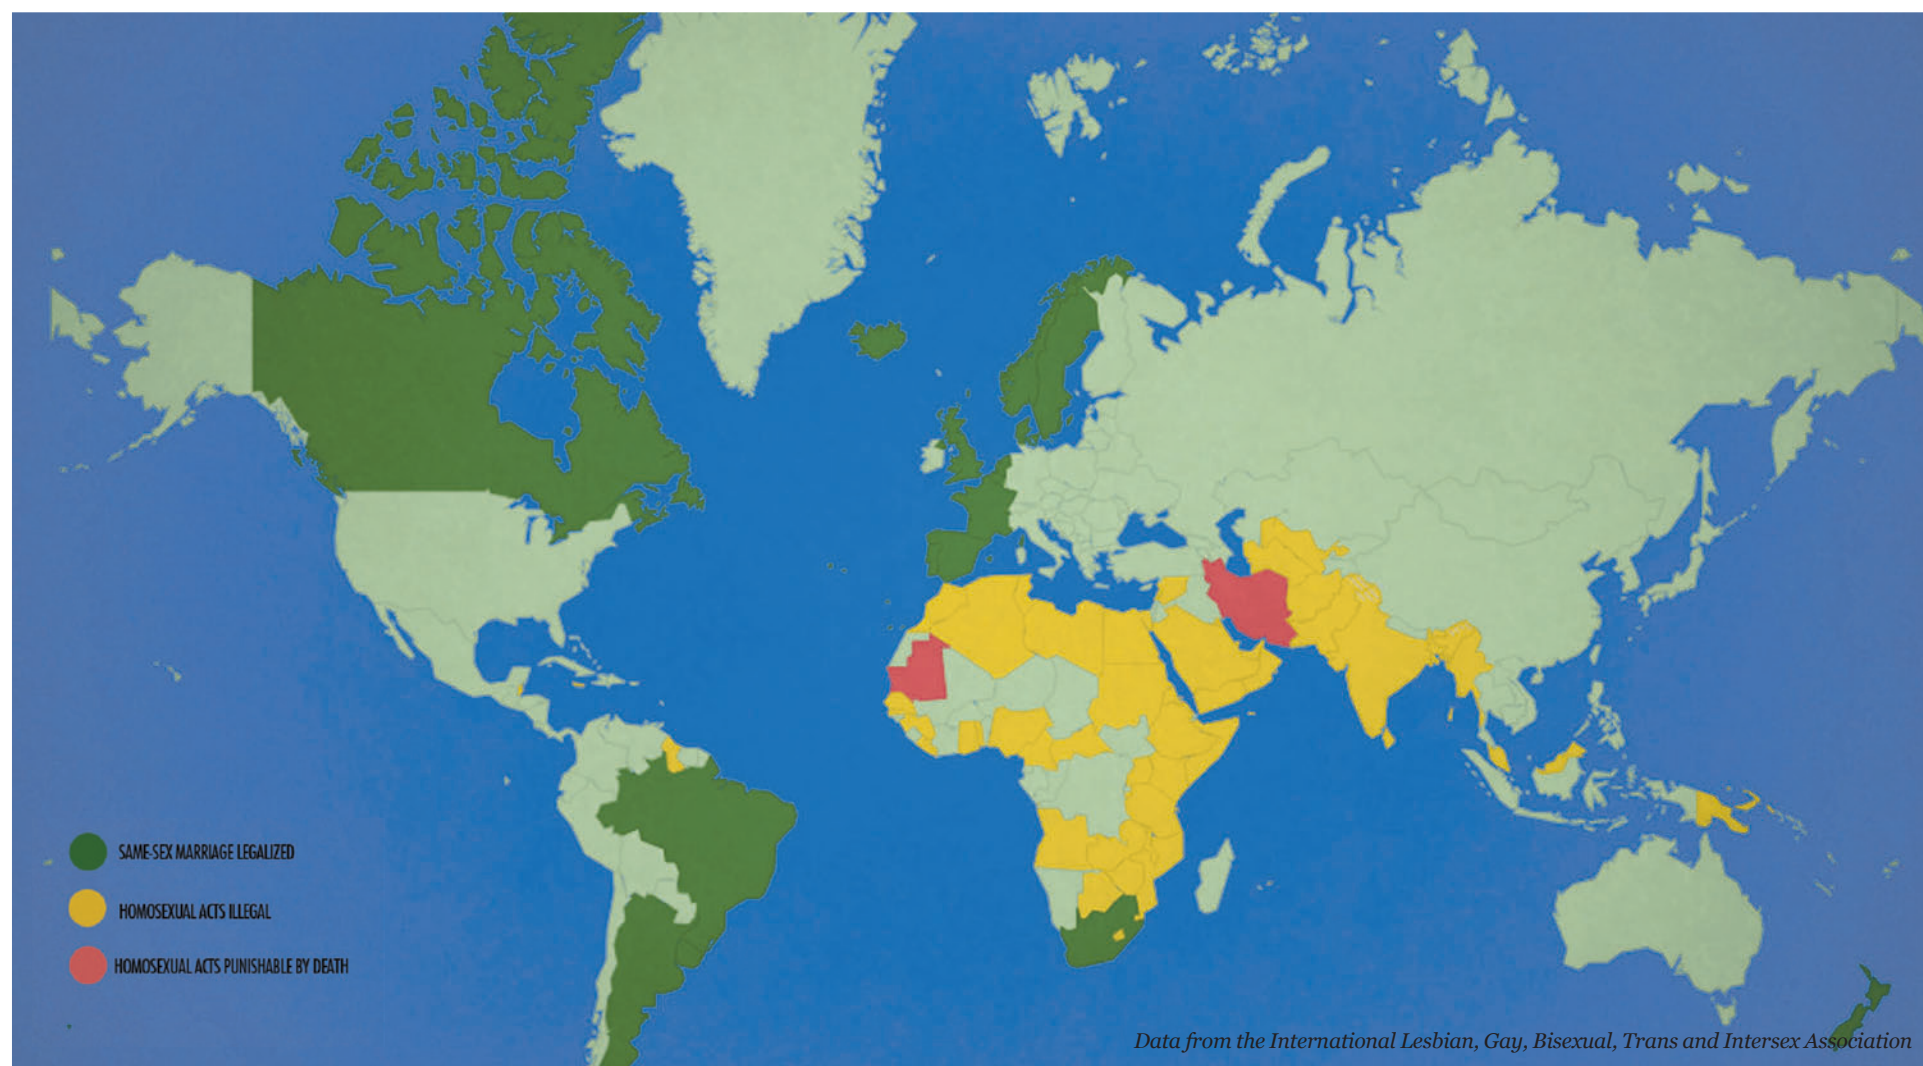 SAME-SEX MARRIAGE LEGALIZED
HOMOSEXUAL ACTS ILLEGAL
HOMOSEXUAL ACTS PUNISHABLE BY DEATH
Data from the International Lesbian, Gay, Bisexual, Trans and Intersex Association